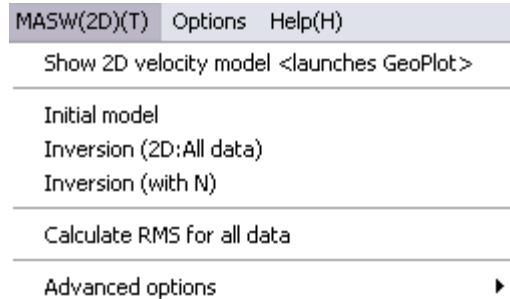 MASW(2D)(T) Options Help(H)
Show 2D velocity model <launches GeoPlot>
Initial model
Inversion (2D:All data)
Inversion (with N)
Calculate RMS for all data
Advanced options